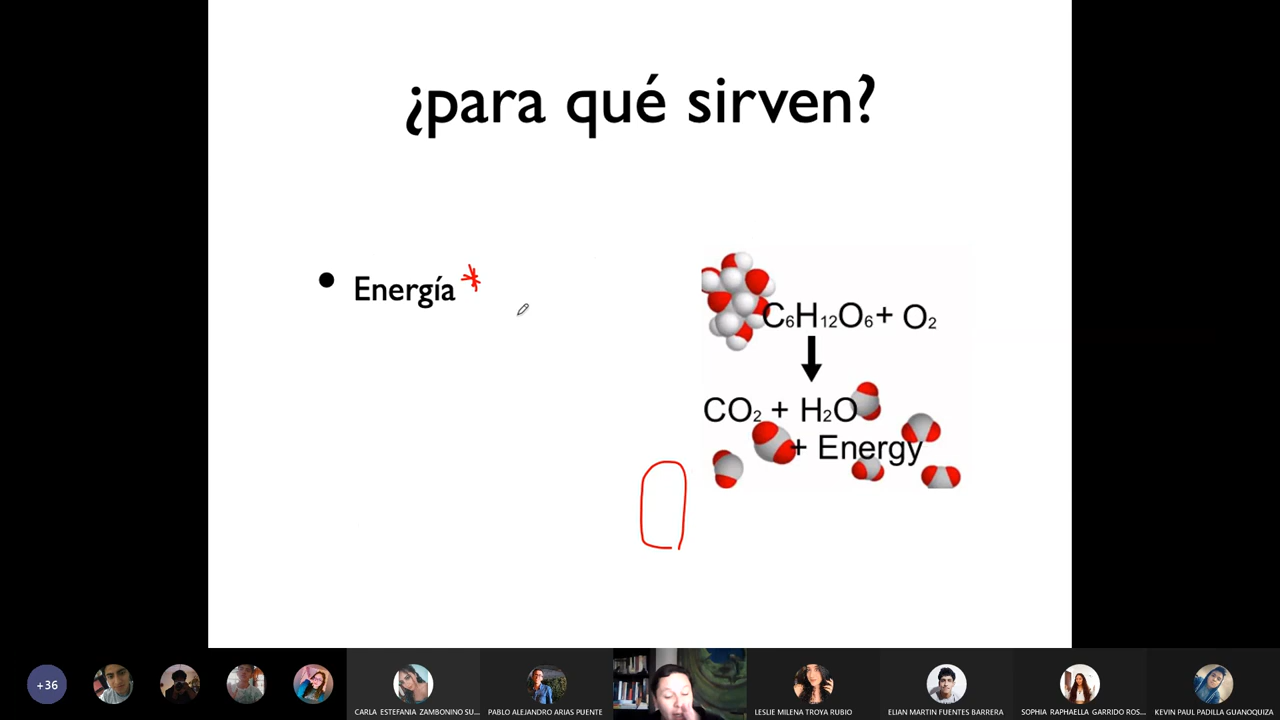 ¿para qué sirven?
• Energía*
C₆H₁₂O₆ + O₂
CO₂ + H₂O
+ Energy
+36
CARLA ESTEFANIA ZAMBONINO SU...
PABLO ALEJANDRO ARIAS PUENTE
LESLIE MILENA TROYA RUBIO
ELIAN MARTIN FUENTES BARRERA
SOPHIA RAPHAELLA GARRIDO ROS...
KEVIN PAUL PADILLA GUANOQUIZA